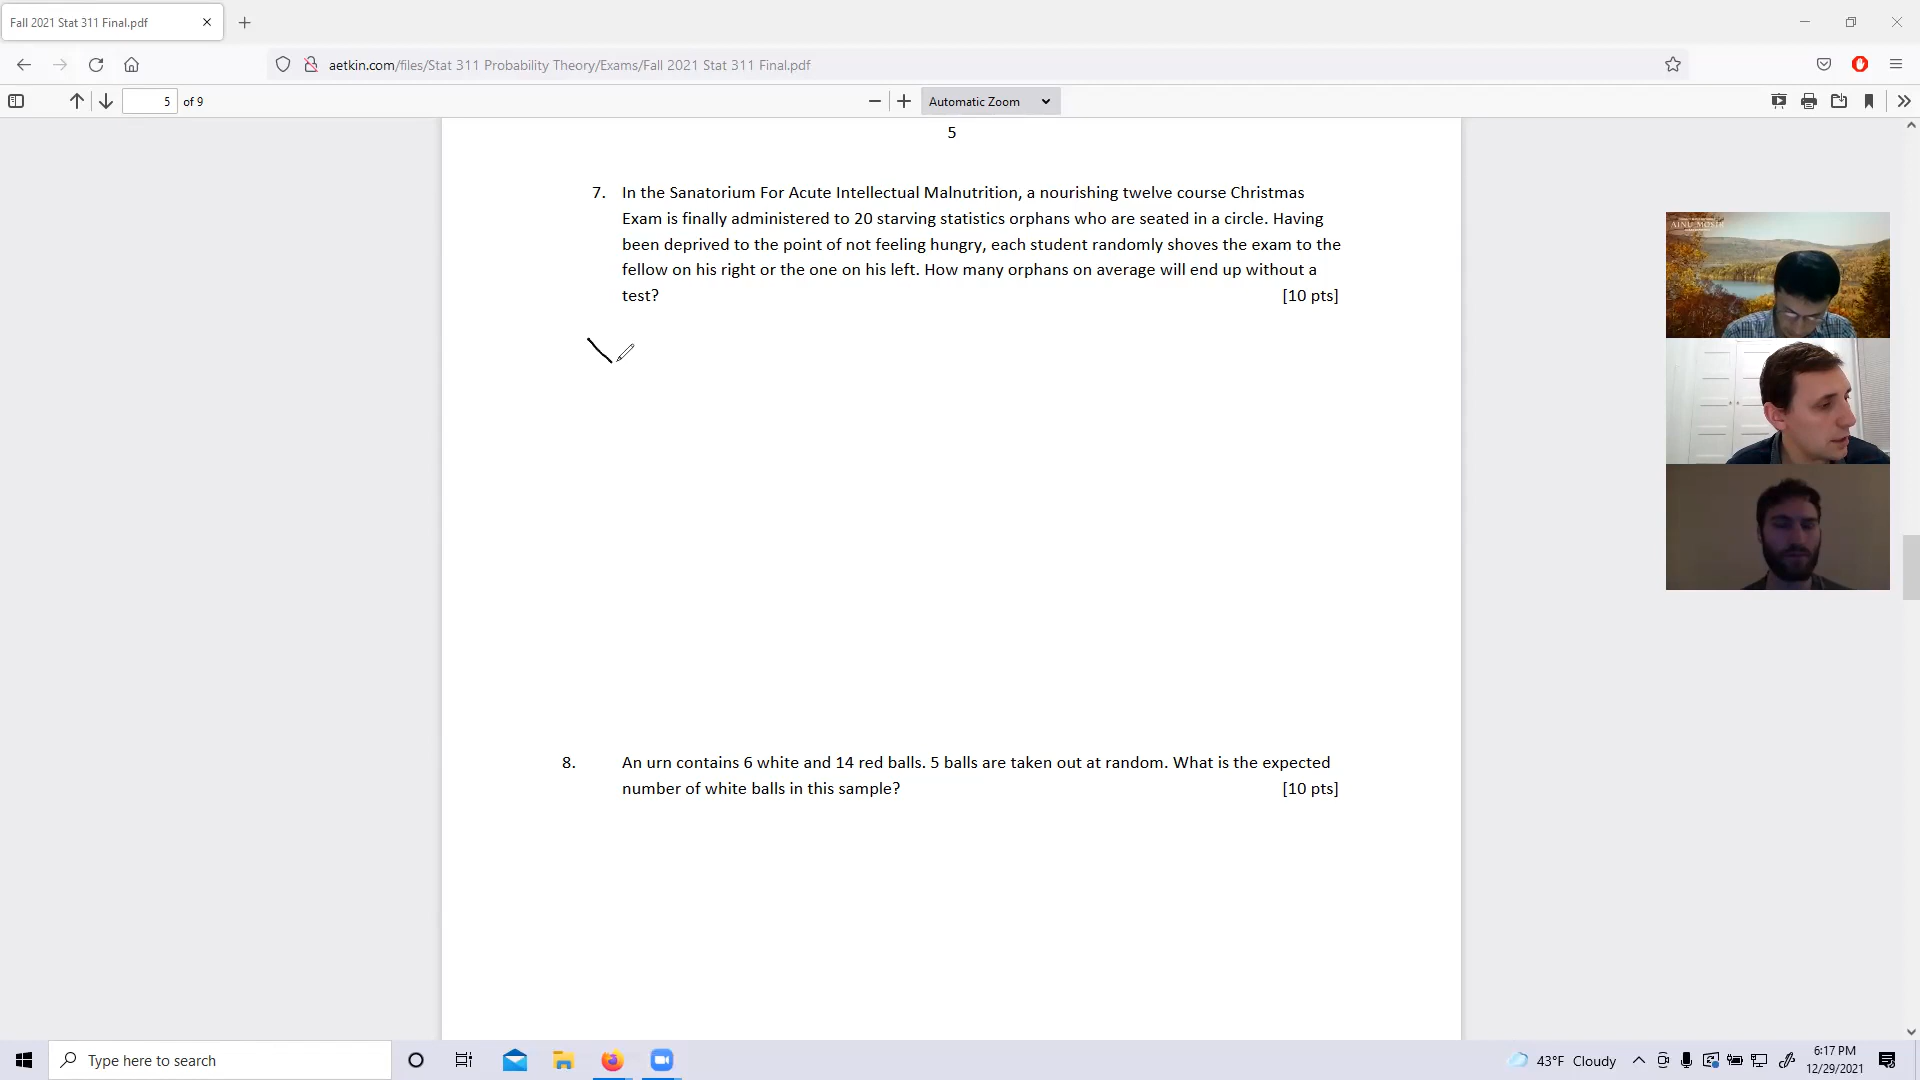 Fall 2021 Stat 311 Final.pdf
aetkin.com/files/Stat 311 Probability Theory/Exams/Fall 2021 Stat 311 Final.pdf
5 of 9
Automatic Zoom
5
7. In the Sanatorium For Acute Intellectual Malnutrition, a nourishing twelve course Christmas
Exam is finally administered to 20 starving statistics orphans who are seated in a circle. Having
been deprived to the point of not feeling hungry, each student randomly shoves the exam to the
fellow on his right or the one on his left. How many orphans on average will end up without a
test? [10 pts]
8. An urn contains 6 white and 14 red balls. 5 balls are taken out at random. What is the expected
number of white balls in this sample? [10 pts]
Type here to search
43°F Cloudy
6:17 PM
12/29/2021